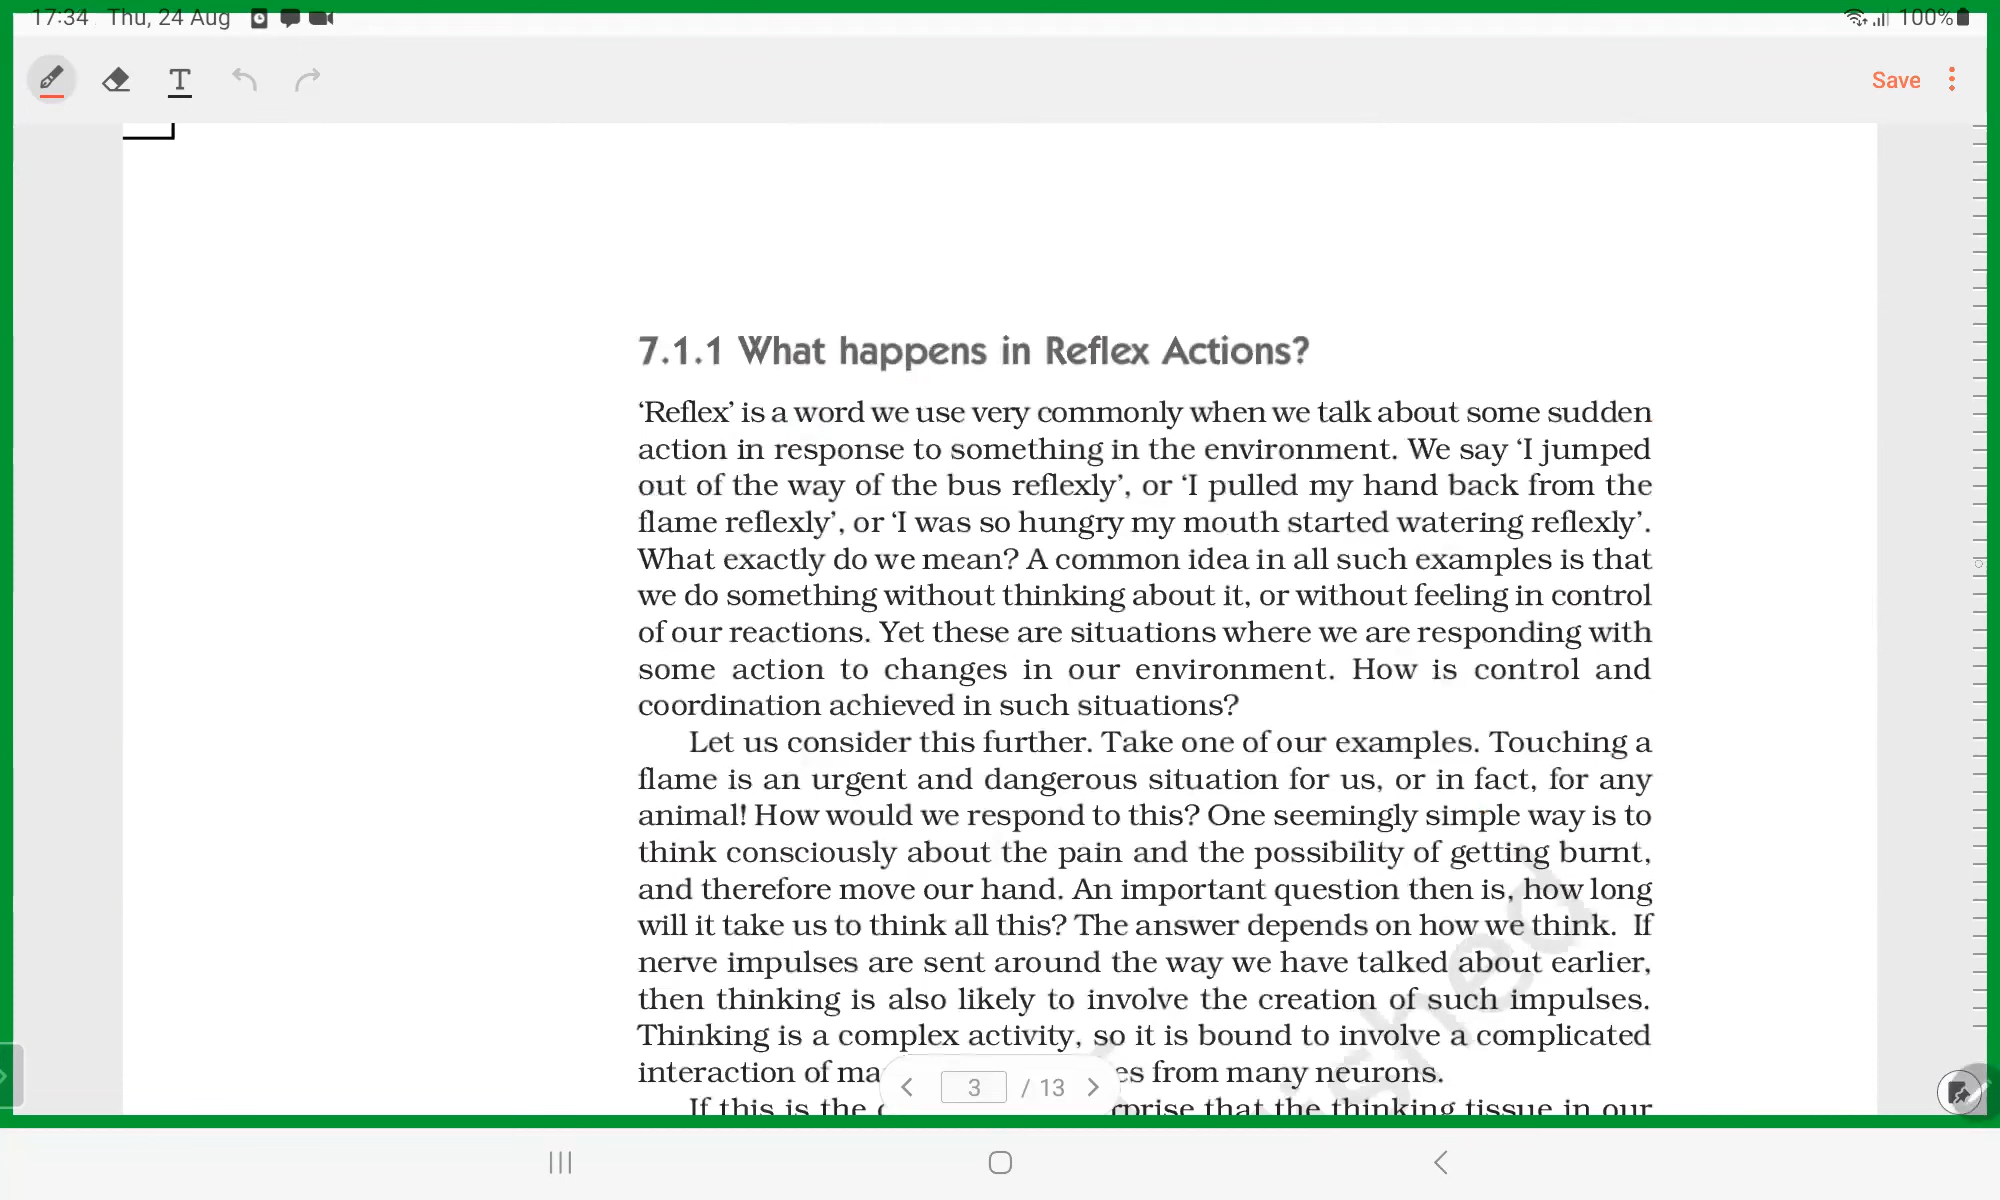 17:34 Thu, 24 Aug
100%
T
Save
7.1.1 What happens in Reflex Actions?
‘Reflex’ is a word we use very commonly when we talk about some sudden
action in response to something in the environment. We say ‘I jumped
out of the way of the bus reflexly’, or ‘I pulled my hand back from the
flame reflexly’, or ‘I was so hungry my mouth started watering reflexly’.
What exactly do we mean? A common idea in all such examples is that
we do something without thinking about it, or without feeling in control
of our reactions. Yet these are situations where we are responding with
some action to changes in our environment. How is control and
coordination achieved in such situations?
Let us consider this further. Take one of our examples. Touching a
flame is an urgent and dangerous situation for us, or in fact, for any
animal! How would we respond to this? One seemingly simple way is to
think consciously about the pain and the possibility of getting burnt,
and therefore move our hand. An important question then is, how long
will it take us to think all this? The answer depends on how we think. If
nerve impulses are sent around the way we have talked about earlier,
then thinking is also likely to involve the creation of such impulses.
Thinking is a complex activity, so it is bound to involve a complicated
interaction of ma es from many neurons.
3 / 13
If this is the rprise that the thinking tissue in our
shed